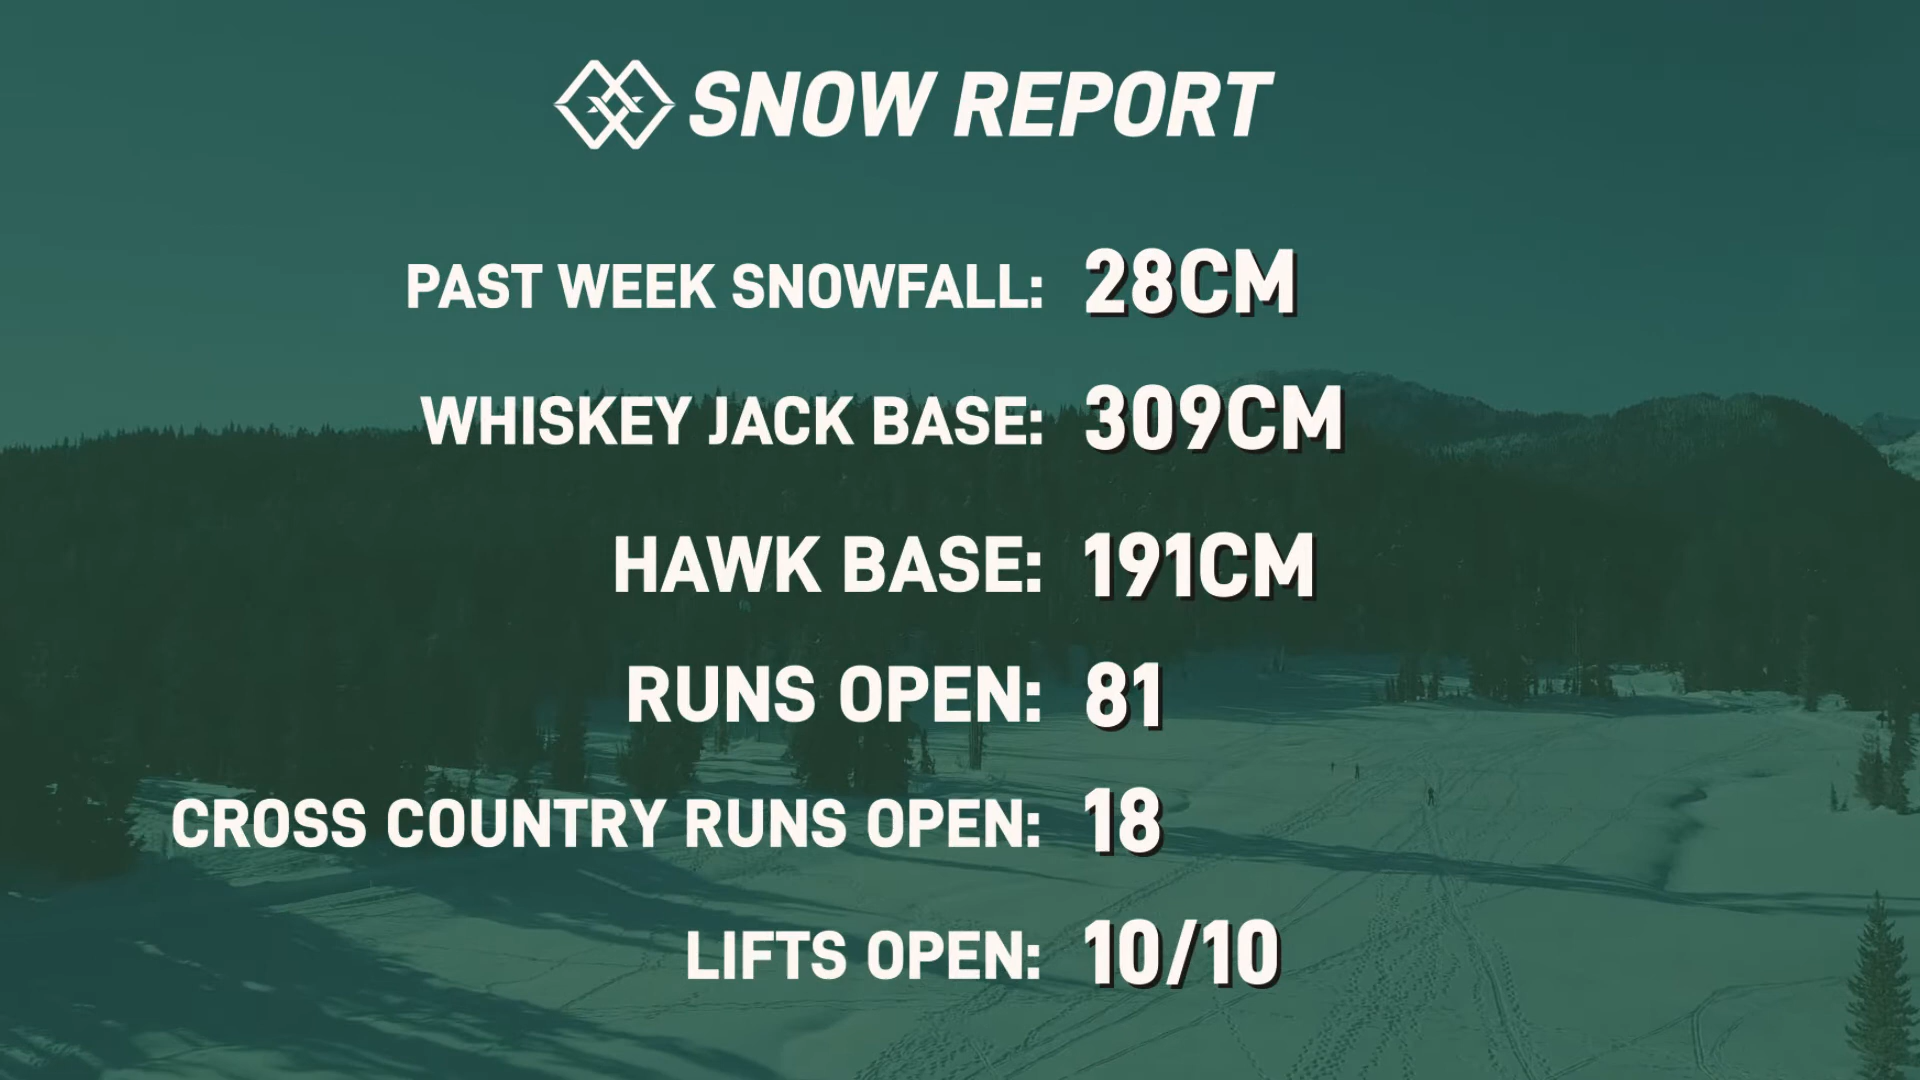 SNOW REPORT
PAST WEEK SNOWFALL: 28CM
WHISKEY JACK BASE: 309CM
HAWK BASE: 191CM
RUNS OPEN: 81
CROSS COUNTRY RUNS OPEN: 18
LIFTS OPEN: 10/10